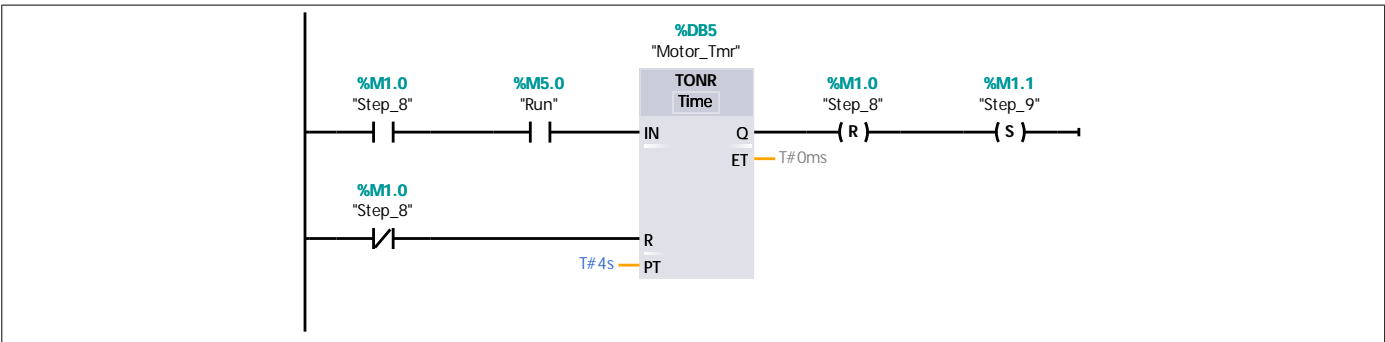 %DB5
"Motor_Tmr"
%M1.0 %M5.0 TONR %M1.0 %M1.1
"Step_8" "Run" Time "Step_8" "Step_9"
IN Q R S
ET T#0ms
%M1.0
"Step_8"
R
T#4s PT